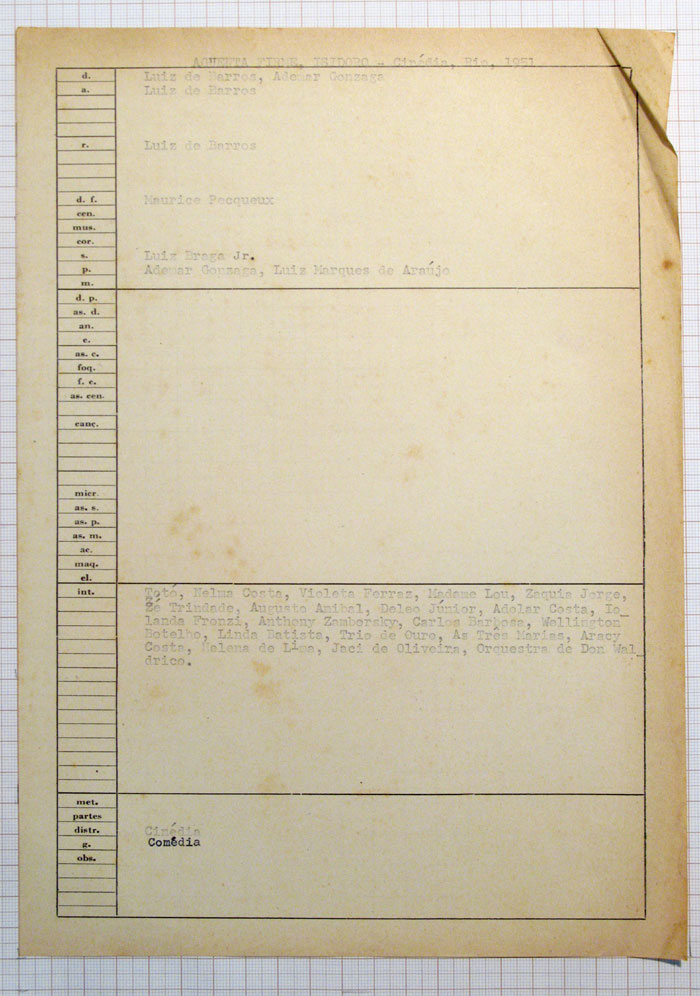 AGUENTA FIRME, ISIDORO - Cinédia, Rio, 1951
d. Luiz de Barros, Ademar Gonzaga
a. Luiz de Barros
r. Luiz de Barros
d. f. Maurice Pecqueux
cen.
mus.
cor.
s. Luiz Braga Jr.
p. Ademar Gonzaga, Luiz Marques de Araújo
m.
d. p.
as. d.
an.
c.
as. c.
foq.
f. c.
as. cen.
canç.
micr.
as. s.
as. p.
as. m.
ac.
maq.
el.
int. Totó, Nelma Costa, Violeta Ferraz, Madame Lou, Zaquia Jorge,
Zé Trindade, Augusto Anibal, Deleo Júnior, Adelar Costa, Io_
landa Fronzi, Anthony Zamborsky, Carlos Barbosa, Wellington
Botelho, Linda Batista, Trio de Ouro, As Três Marias, Aracy
Costa, Helena de Lima, Jaci de Oliveira, Orquestra de Don Wal_
drico.
met.
partes
distr. Cinédia
g. Comédia
obs.